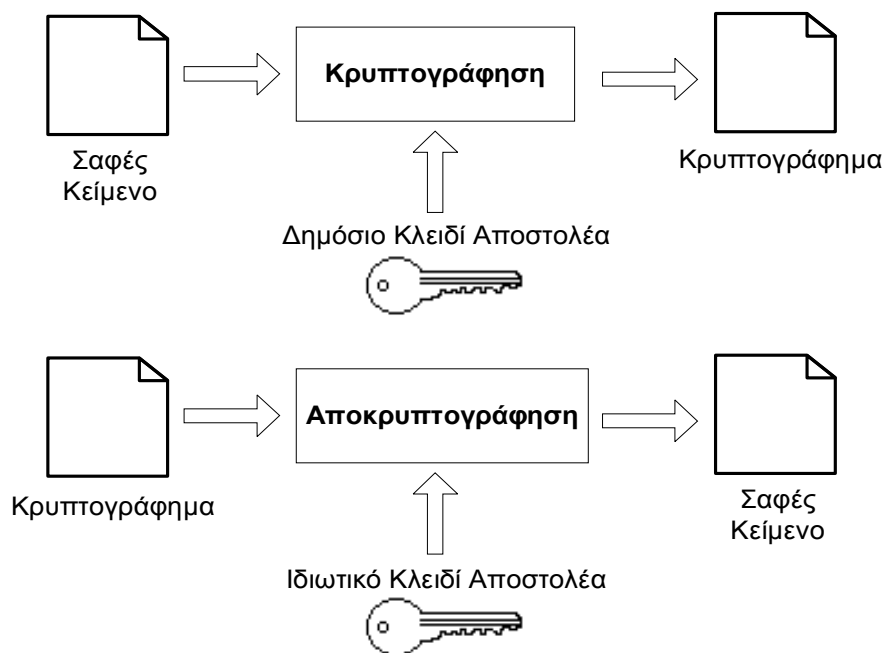 Κρυπτογράφηση
Σαφές
Κείμενο
Κρυπτογράφημα
Δημόσιο Κλειδί Αποστολέα
Αποκρυπτογράφηση
Κρυπτογράφημα
Σαφές
Κείμενο
Ιδιωτικό Κλειδί Αποστολέα